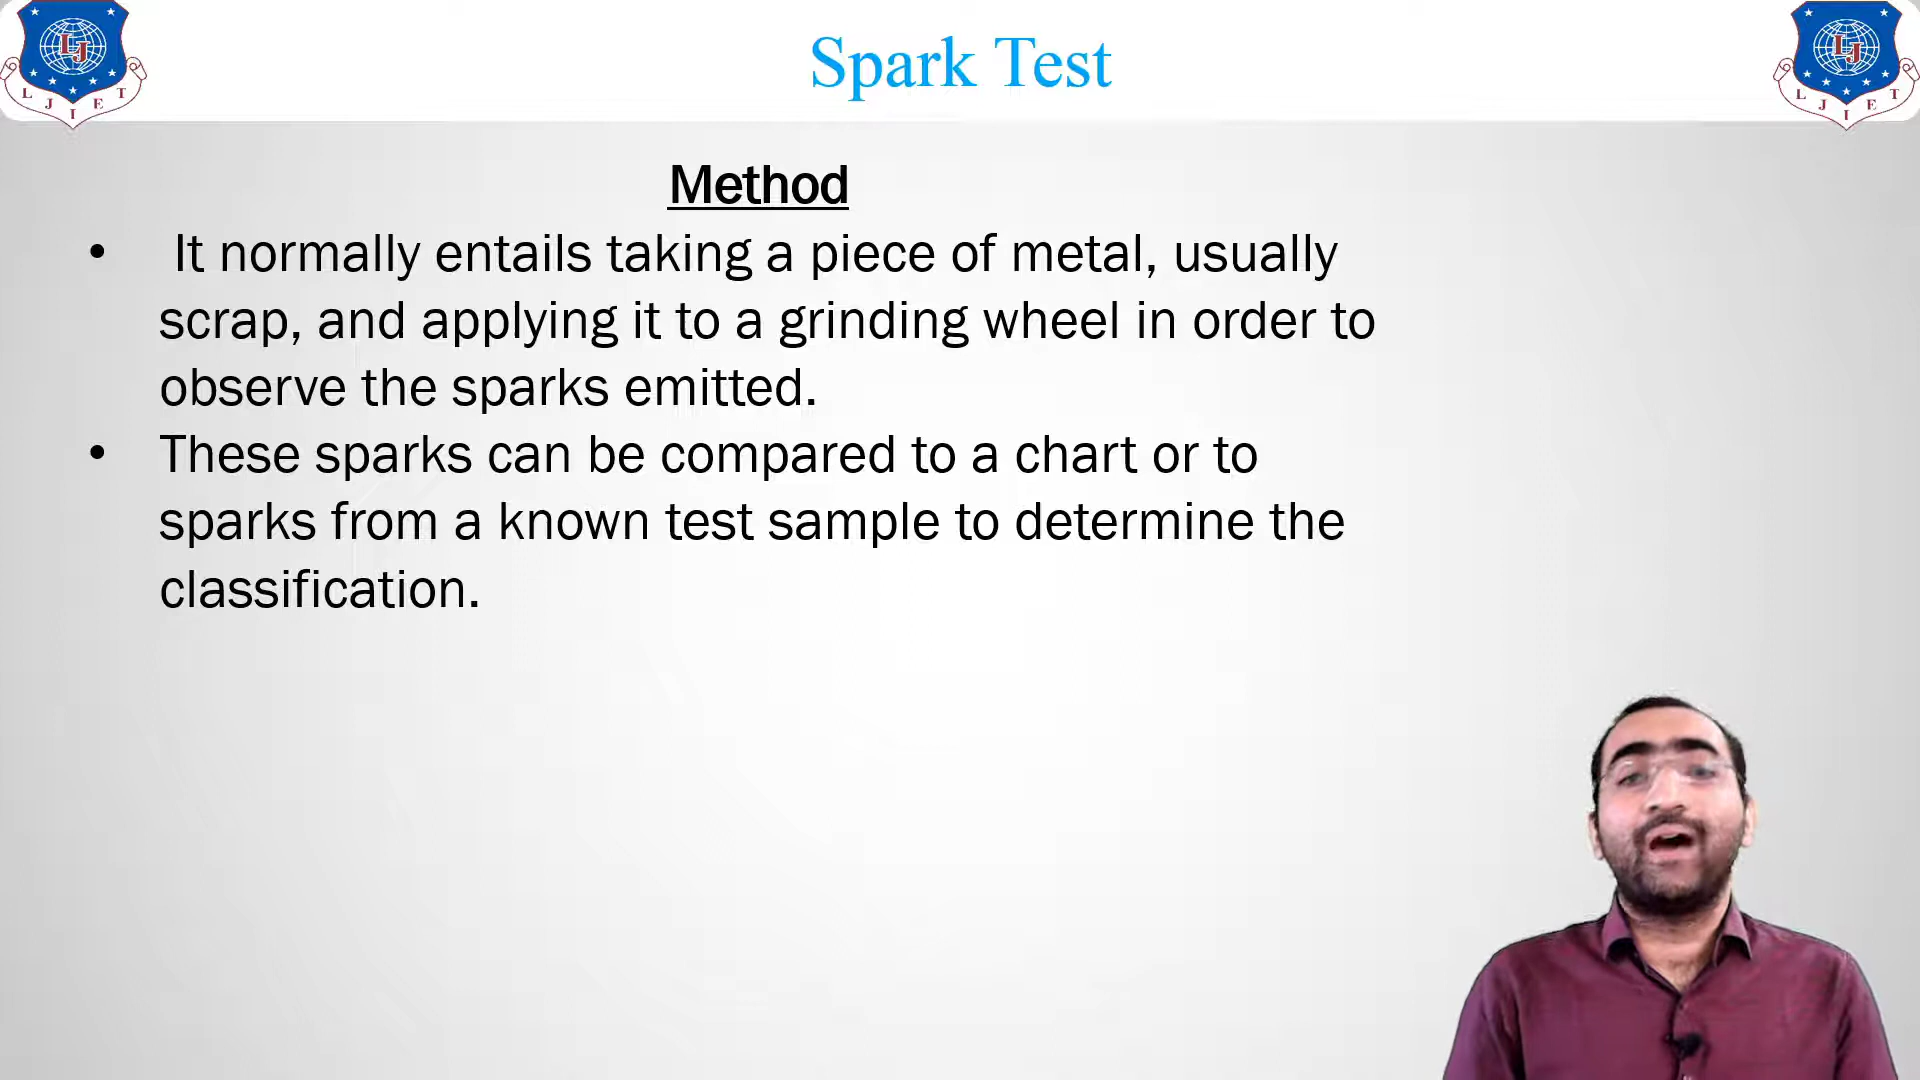 LJ
L J I E T
Spark Test
LJ
L J I E T
Method
• It normally entails taking a piece of metal, usually
scrap, and applying it to a grinding wheel in order to
observe the sparks emitted.
• These sparks can be compared to a chart or to
sparks from a known test sample to determine the
classification.